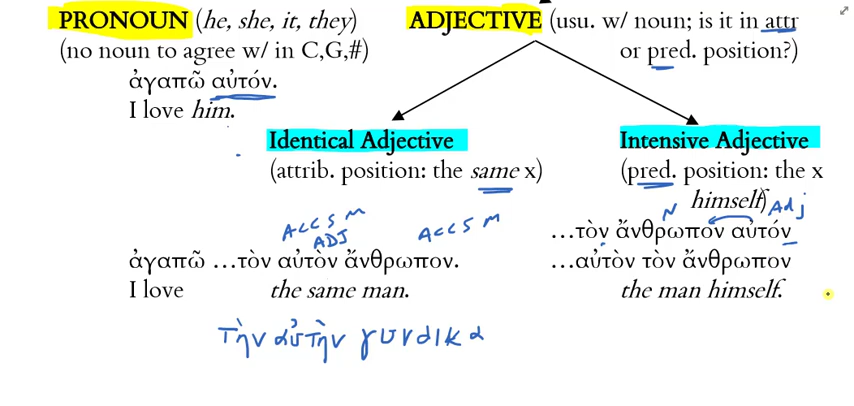 PRONOUN (he, she, it, they)
(no noun to agree w/ in C,G,#)
ἀγαπῶ αὐτόν.
I love him.
ADJECTIVE (usu. w/ noun; is it in attr
or pred. position?)
Identical Adjective
(attrib. position: the same x)
Intensive Adjective
(pred. position: the x
himself)
ACC S M
ADJ
ACC S M
N
Adj
ἀγαπῶ …τὸν αὐτὸν ἄνθρωπον.
I love the same man.
…τὸν ἄνθρωπον αὐτόν
…αὐτὸν τὸν ἄνθρωπον
the man himself.
τὴν αὐτὴν γυναικα